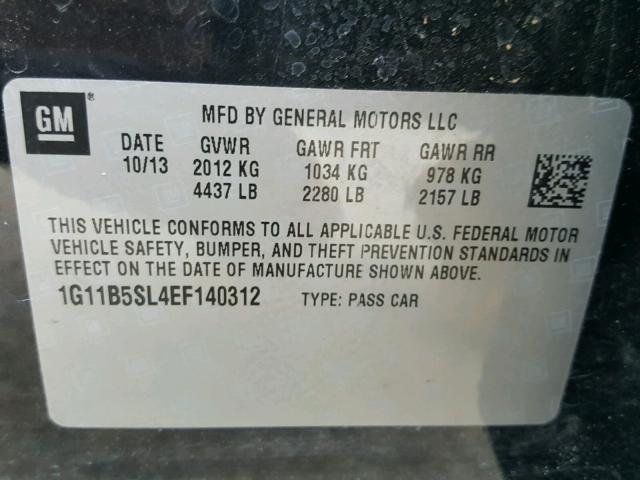 GM® MFD BY GENERAL MOTORS LLC
DATE GVWR GAWR FRT GAWR RR
10/13 2012 KG 1034 KG 978 KG
4437 LB 2280 LB 2157 LB
THIS VEHICLE CONFORMS TO ALL APPLICABLE U.S. FEDERAL MOTOR
VEHICLE SAFETY, BUMPER, AND THEFT PREVENTION STANDARDS IN
EFFECT ON THE DATE OF MANUFACTURE SHOWN ABOVE.
1G11B5SL4EF140312 TYPE: PASS CAR